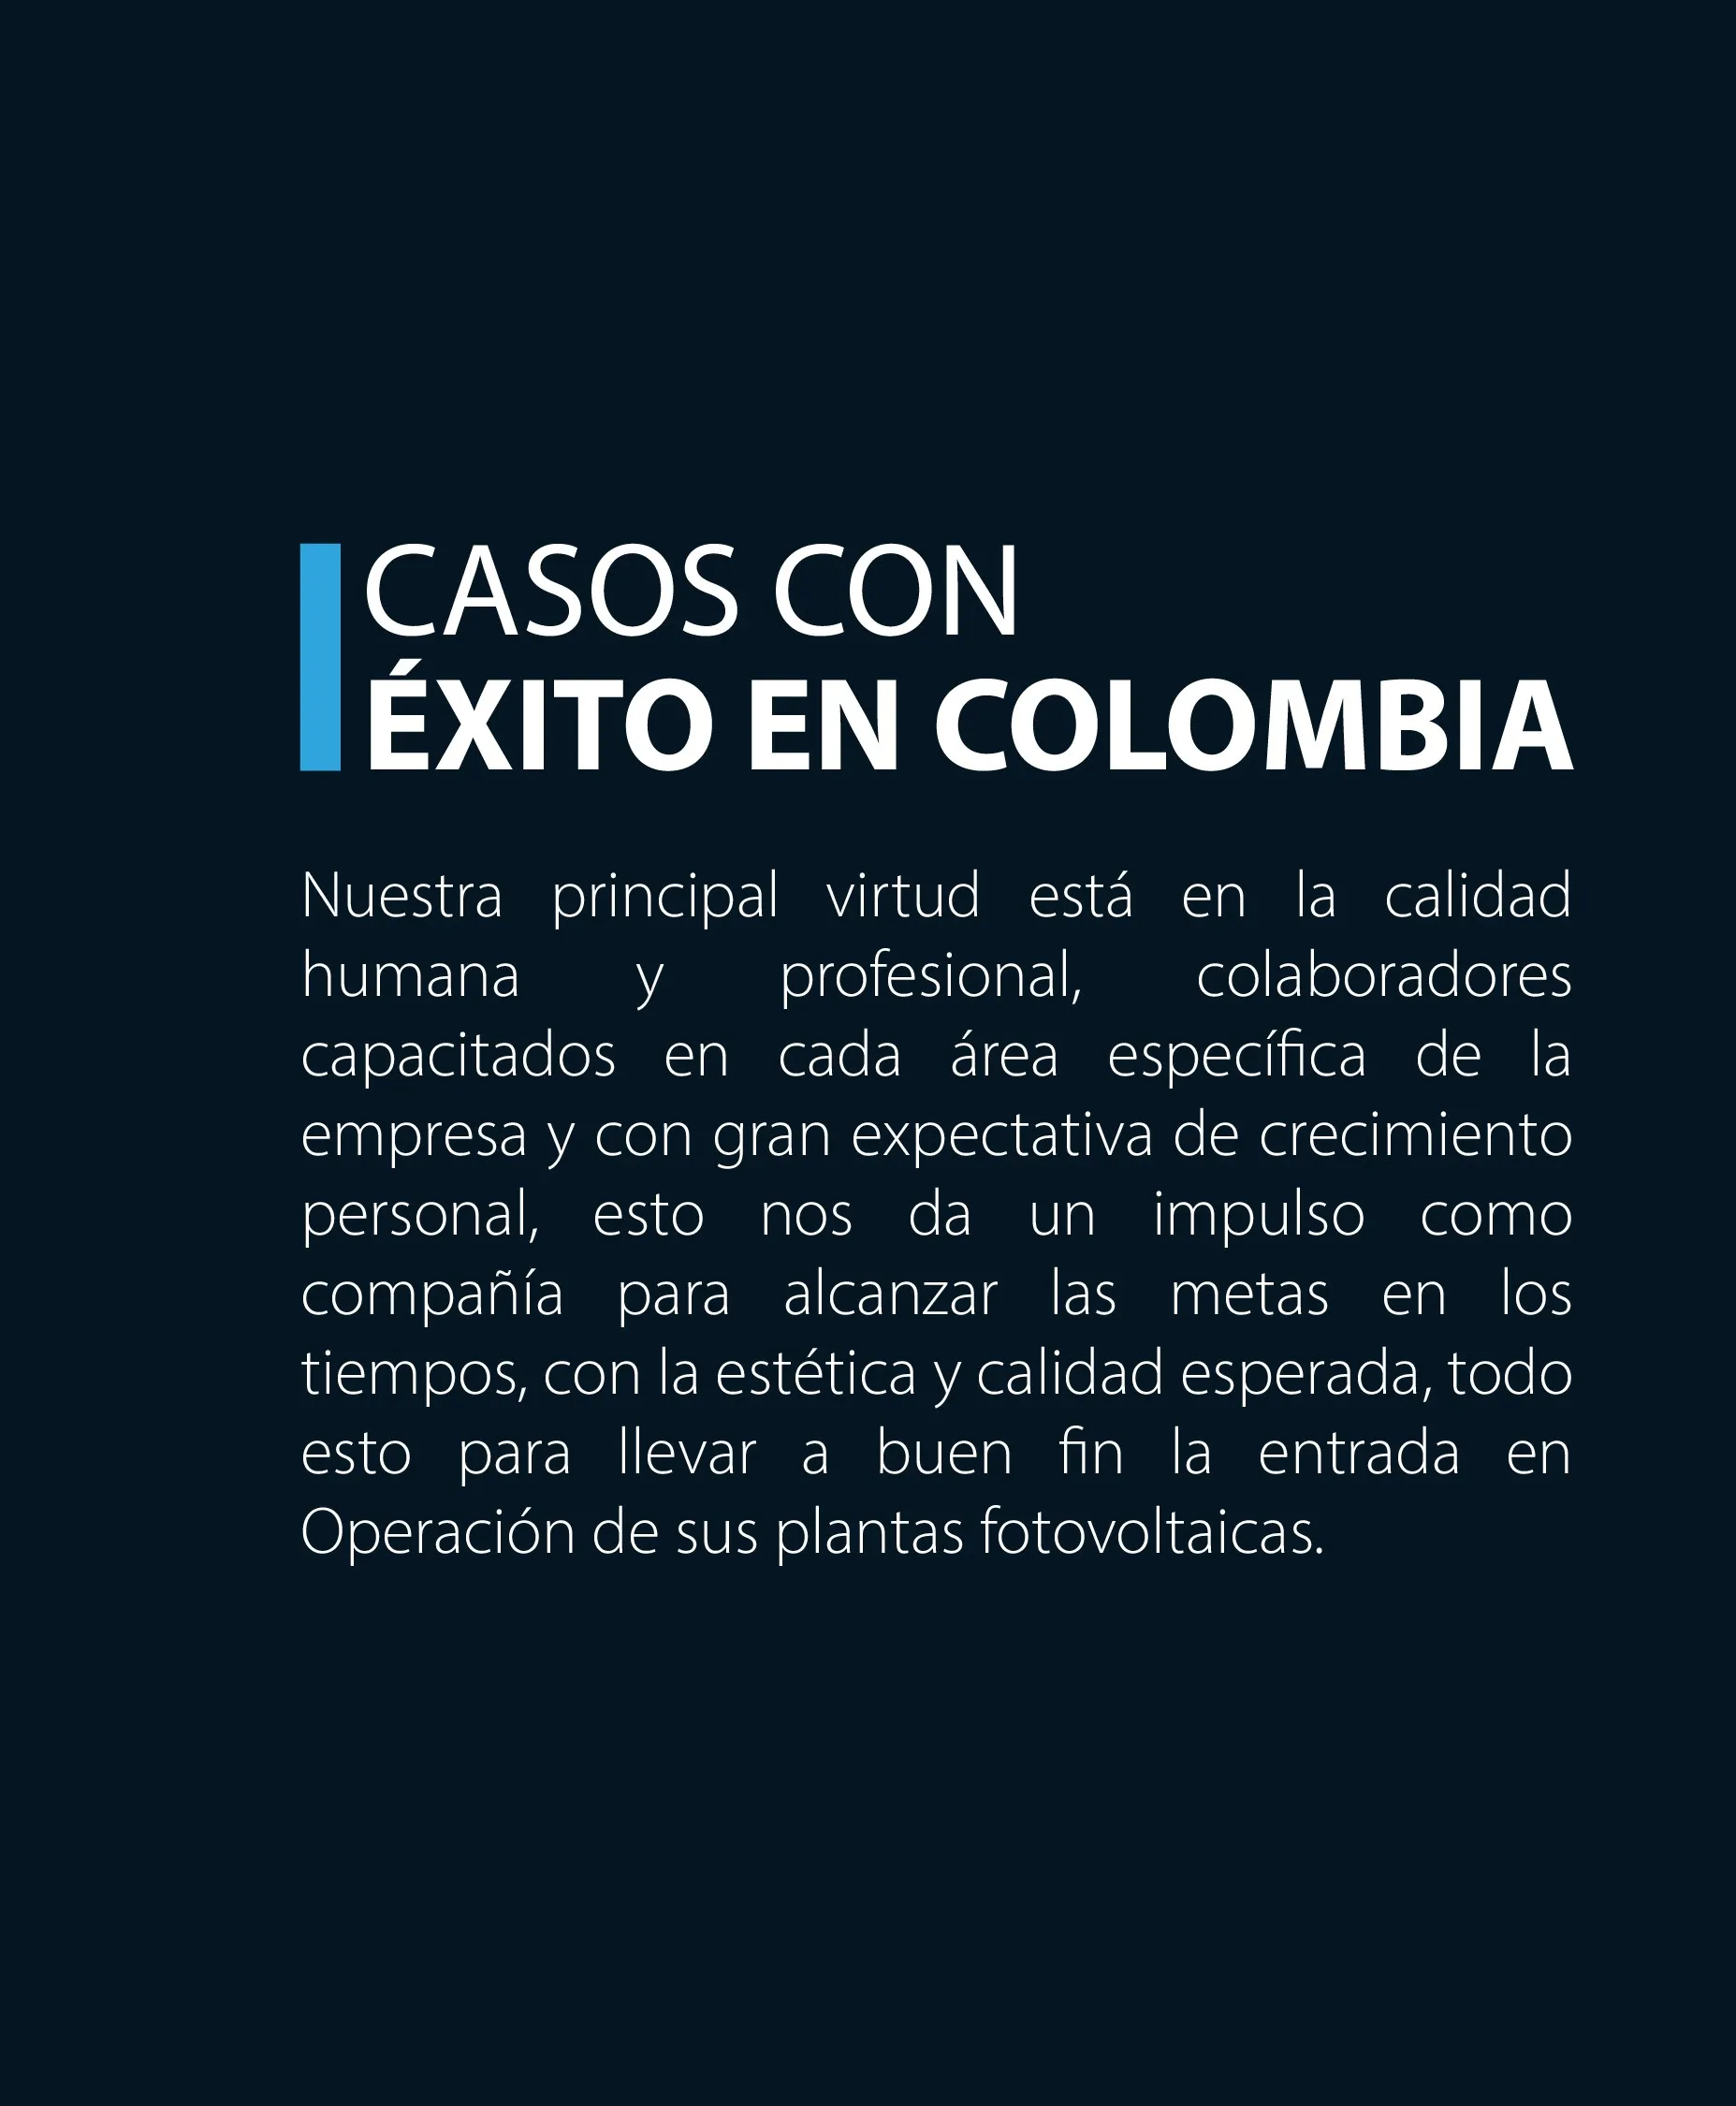 CASOS CON
ÉXITO EN COLOMBIA
Nuestra principal virtud está en la calidad
humana y profesional, colaboradores
capacitados en cada área específica de la
empresa y con gran expectativa de crecimiento
personal, esto nos da un impulso como
compañía para alcanzar las metas en los
tiempos, con la estética y calidad esperada, todo
esto para llevar a buen fin la entrada en
Operación de sus plantas fotovoltaicas.